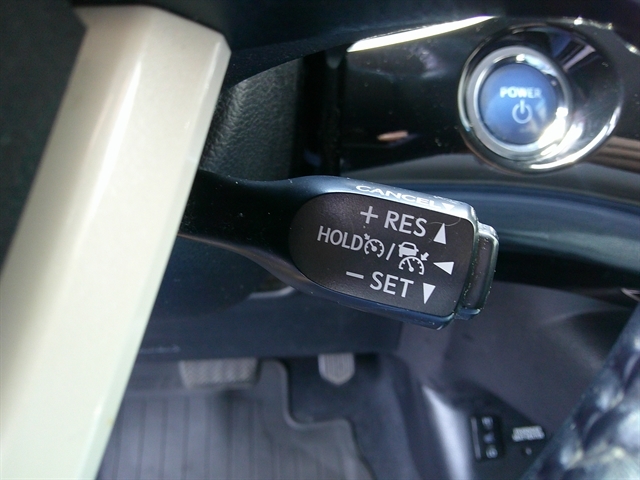 POWER
CANCEL
+ RES ▲
HOLD / ◀
− SET ▼